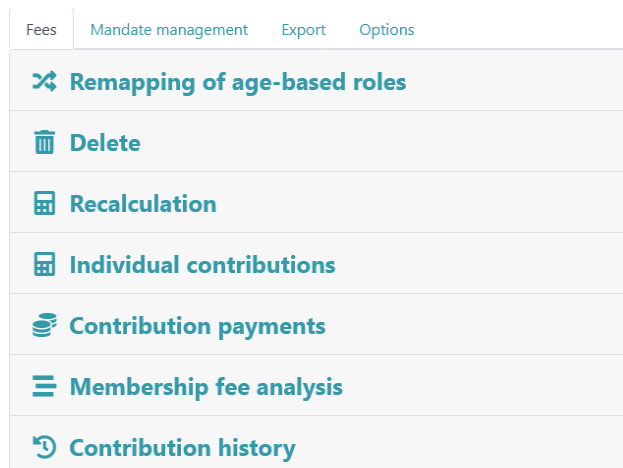 Fees Mandate management Export Options
Remapping of age-based roles
Delete
Recalculation
Individual contributions
Contribution payments
Membership fee analysis
Contribution history